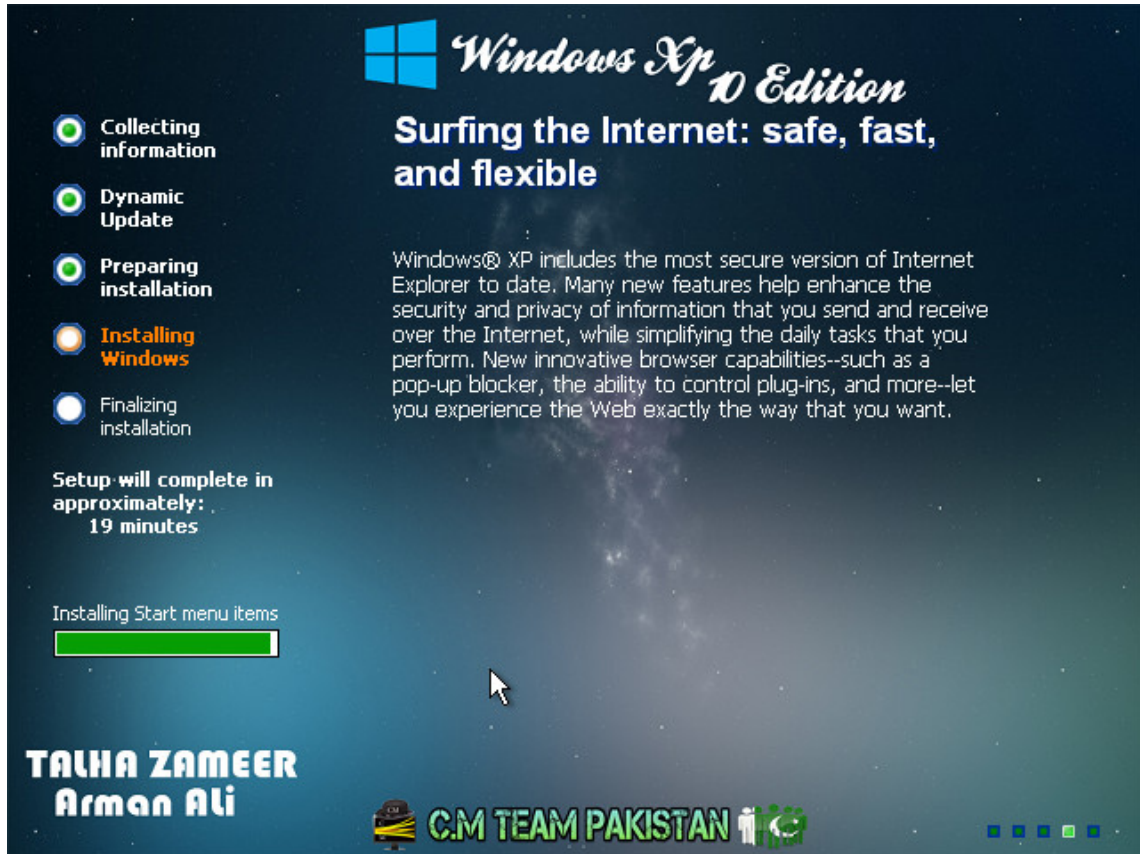 Windows Xp
10 Edition
Collecting
information
Dynamic
Update
Preparing
installation
Installing
Windows
Finalizing
installation
Setup will complete in
approximately:
19 minutes
Installing Start menu items
Surfing the Internet: safe, fast,
and flexible
Windows® XP includes the most secure version of Internet
Explorer to date. Many new features help enhance the
security and privacy of information that you send and receive
over the Internet, while simplifying the daily tasks that you
perform. New innovative browser capabilities--such as a
pop-up blocker, the ability to control plug-ins, and more--let
you experience the Web exactly the way that you want.
TALHA ZAMEER
Arman ALi
CM
C.M TEAM PAKISTAN